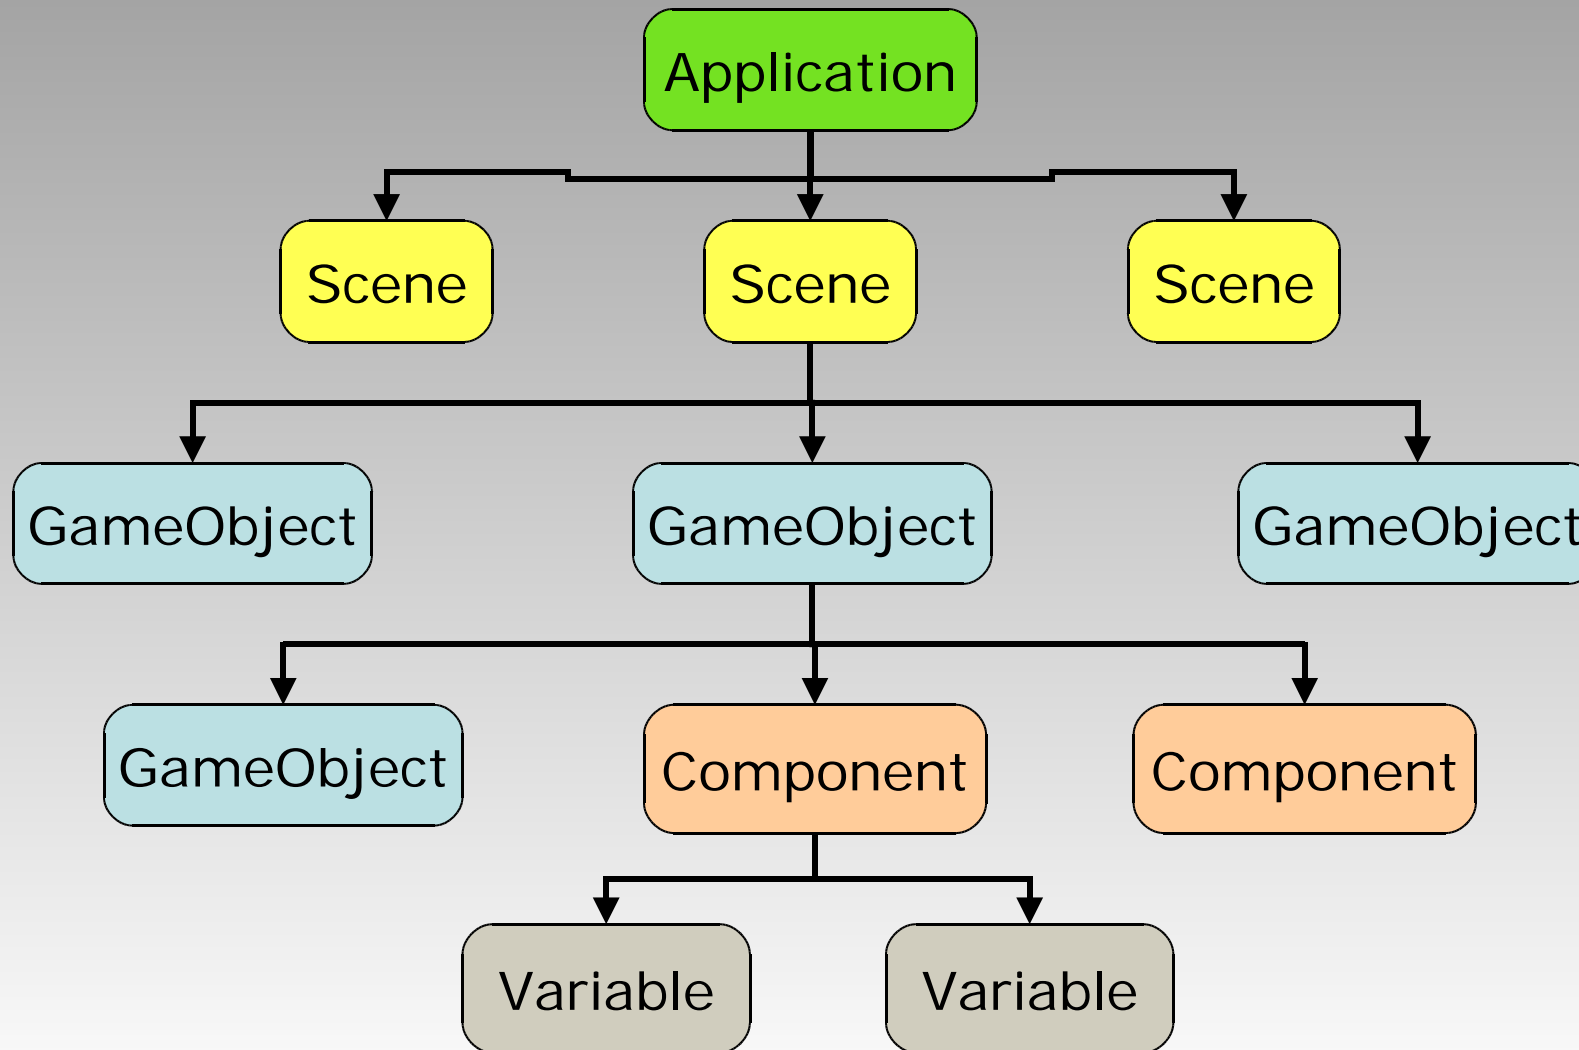 Application
Scene
Scene
Scene
GameObject
GameObject
GameObject
GameObject
Component
Component
Variable
Variable